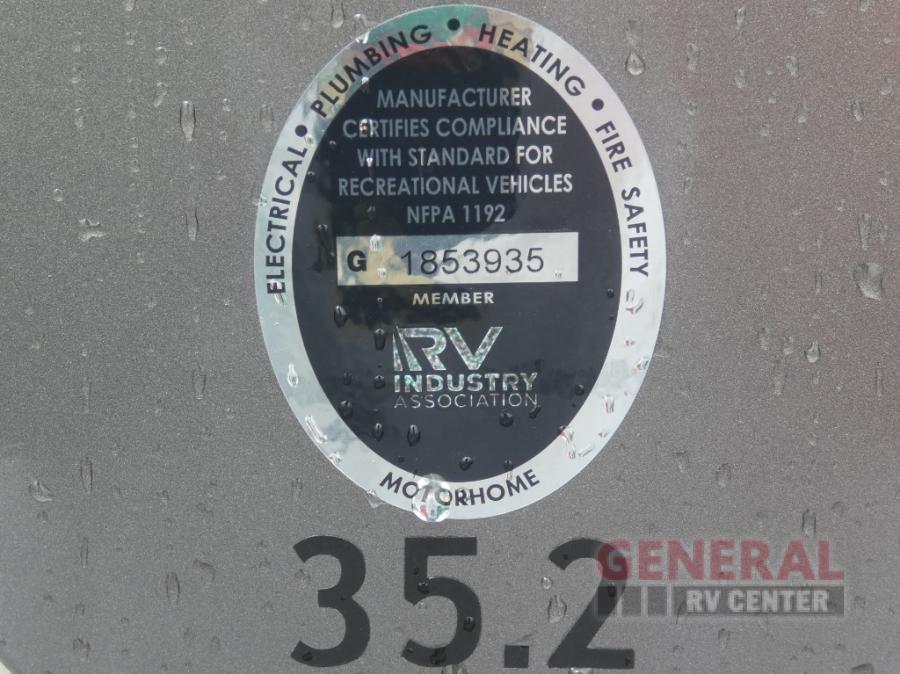 ELECTRICAL • PLUMBING • HEATING • FIRE SAFETY
MANUFACTURER
CERTIFIES COMPLIANCE
WITH STANDARD FOR
RECREATIONAL VEHICLES
NFPA 1192
G 1853935
MEMBER
RV
INDUSTRY
ASSOCIATION
MOTORHOME
35.2
GENERAL
RV CENTER